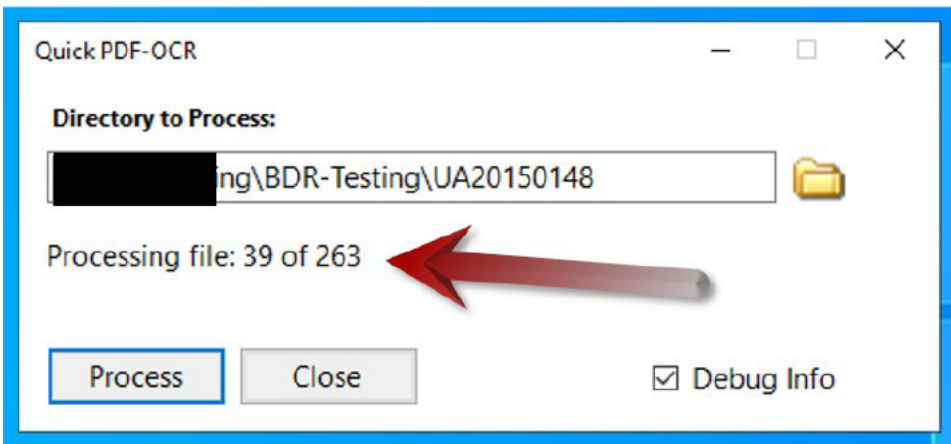 Quick PDF-OCR
Directory to Process:
ing\BDR-Testing\UA20150148
Processing file: 39 of 263
Process Close Debug Info